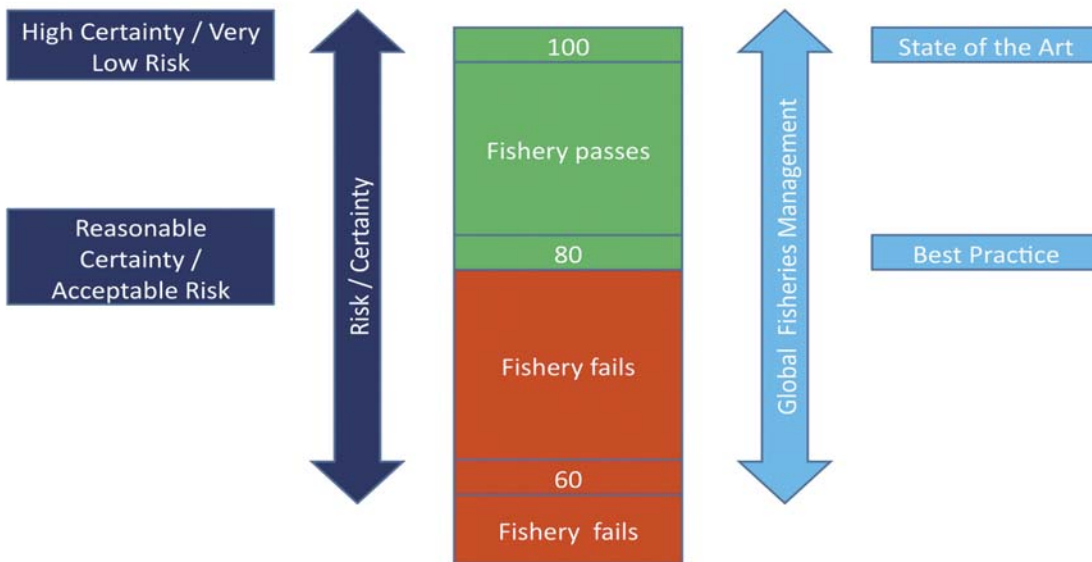 High Certainty / Very
Low Risk
Reasonable
Certainty /
Acceptable Risk
Risk / Certainty
100
Fishery passes
80
Fishery fails
60
Fishery fails
Global Fisheries Management
State of the Art
Best Practice